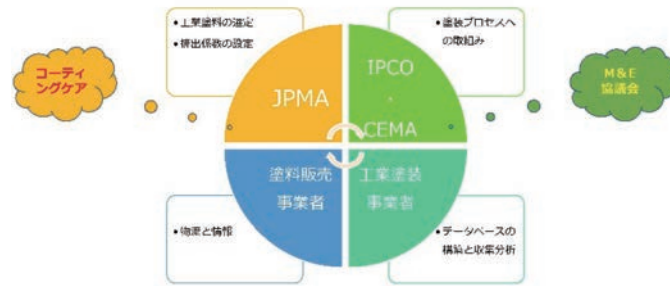 • 工業塗料の選定
• 排出係数の設定
• 塗装プロセスへ
の取組み
コーティ
ングケア
JPMA
IPCO
CEMA
M&E
協議会
塗料販売
事業者
工業塗装
事業者
• 物流と情報
• データベースの
構築と収集分析